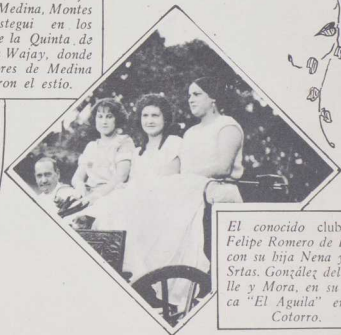 Medina, Montes
stegui en los
e la Quinta de
Wajay, donde
res de Medina
ron el estío.
El conocido club
Felipe Romero de
con su hija Nena y
Srtas. González del
lle y Mora, en su
ca "El Aguila" en
Cotorro.